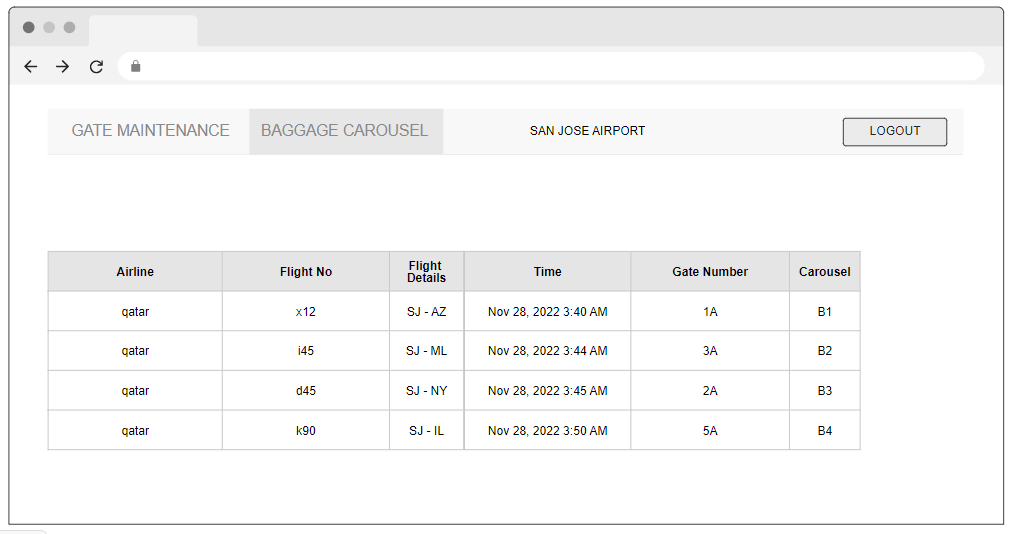 GATE MAINTENANCE BAGGAGE CAROUSEL SAN JOSE AIRPORT LOGOUT
Airline Flight No Flight Details Time Gate Number Carousel
qatar x12 SJ - AZ Nov 28, 2022 3:40 AM 1A B1
qatar i45 SJ - ML Nov 28, 2022 3:44 AM 3A B2
qatar d45 SJ - NY Nov 28, 2022 3:45 AM 2A B3
qatar k90 SJ - IL Nov 28, 2022 3:50 AM 5A B4